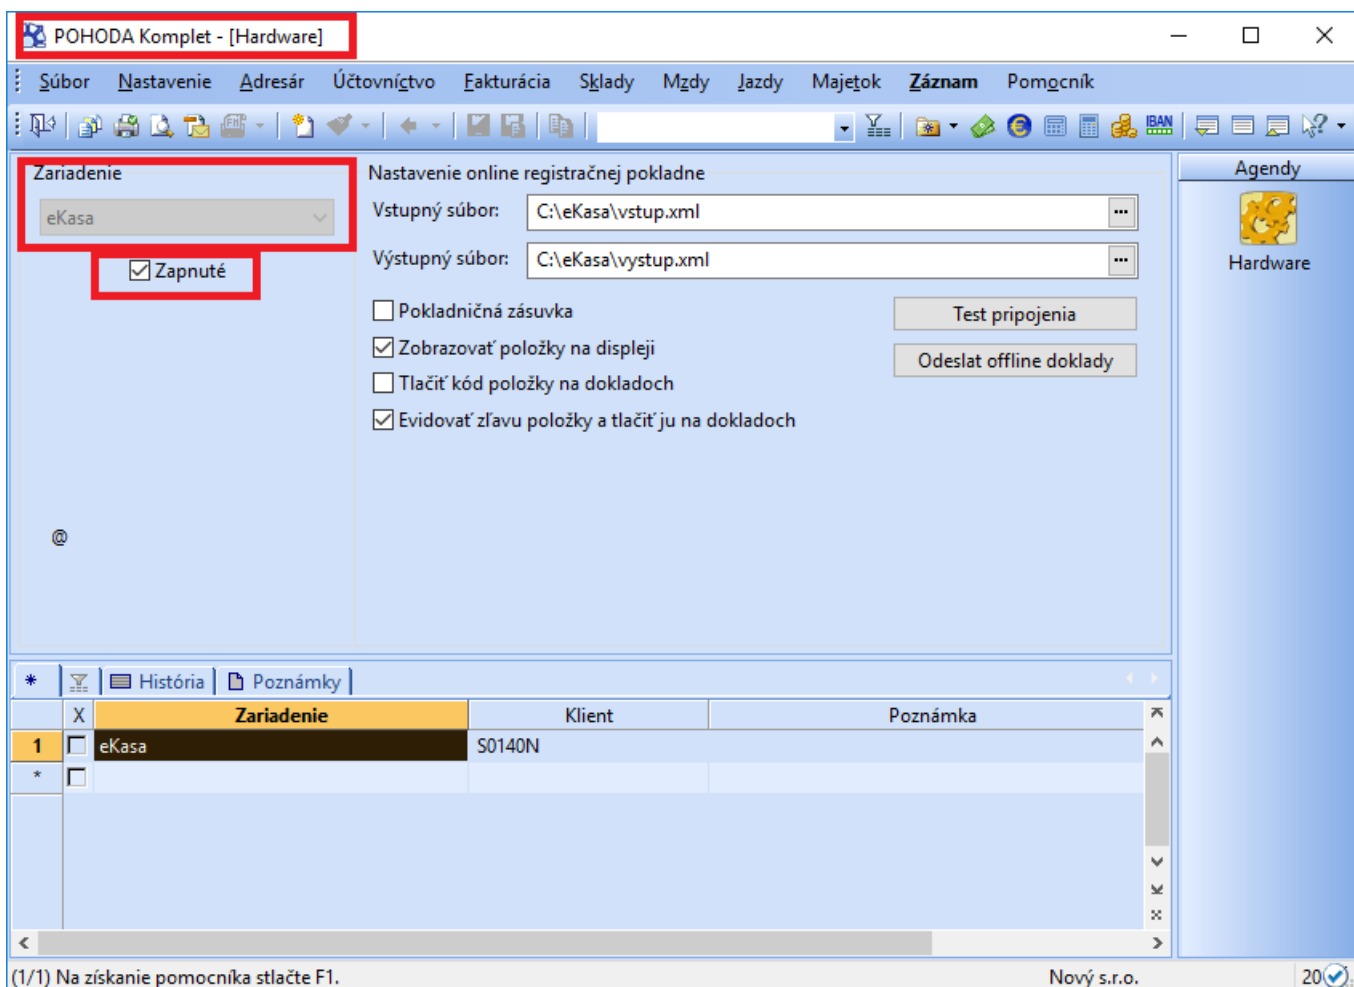 POHODA Komplet - [Hardware]
Súbor Nastavenie Adresár Účtovníctvo Fakturácia Sklady Mzdy Jazdy Majetok Záznam Pomocník
IBAN
Zariadenie
eKasa
Zapnuté
@
Nastavenie online registračnej pokladne
Vstupný súbor: C:\eKasa\vstup.xml ...
Výstupný súbor: C:\eKasa\vystup.xml ...
Pokladničná zásuvka
Zobrazovať položky na displeji
Tlačiť kód položky na dokladoch
Evidovať zľavu položky a tlačiť ju na dokladoch
Test pripojenia
Odeslat offline doklady
Agendy
Hardware
* História Poznámky
X Zariadenie Klient Poznámka
1 eKasa S0140N
*
(1/1) Na získanie pomocníka stlačte F1. Nový s.r.o. 20